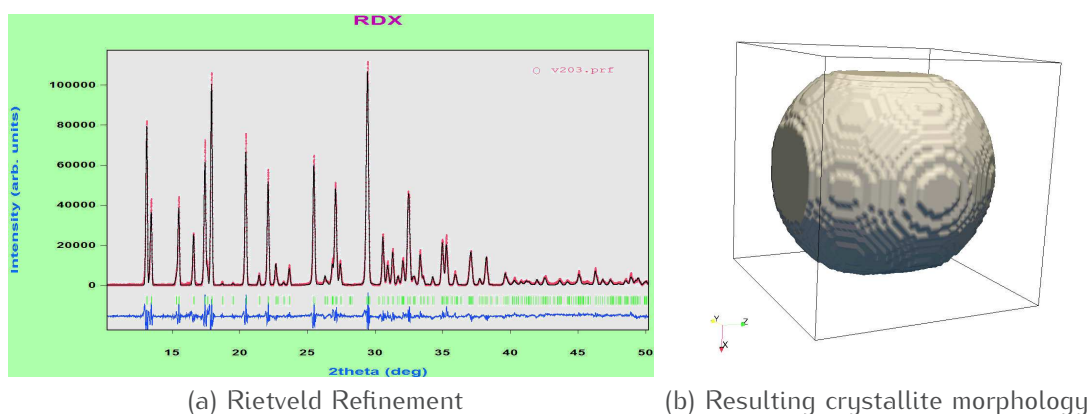 RDX
v203.prf
Intensity (arb. units)
100000
80000
60000
40000
20000
0
15 20 25 30 35 40 45 50
2theta (deg)
Y Z
X
(a) Rietveld Refinement
(b) Resulting crystallite morphology